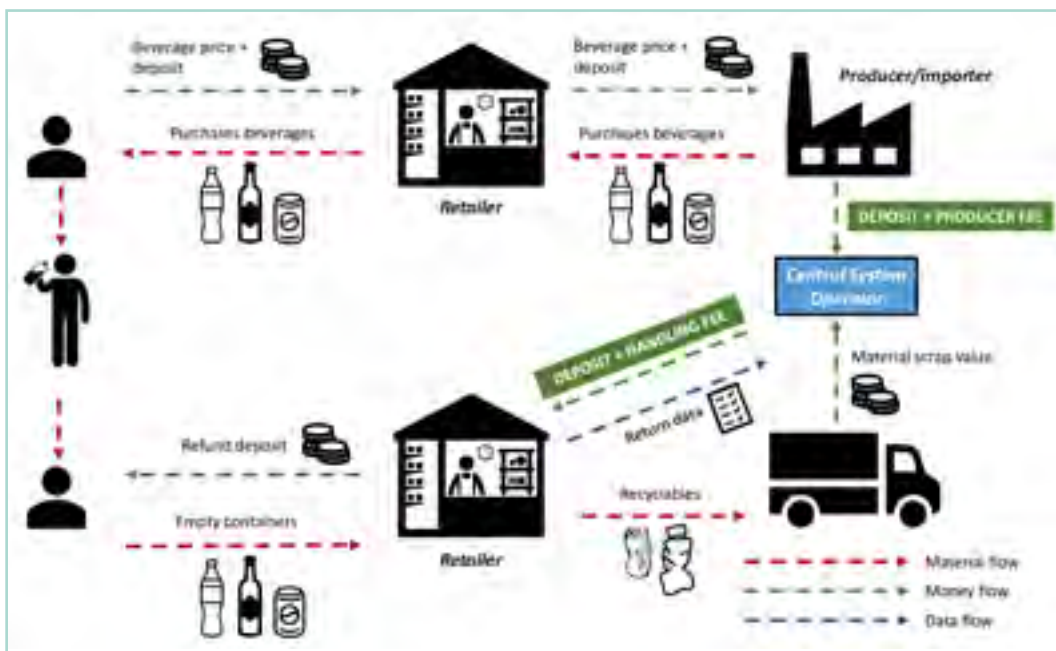 Beverage price +
deposit
Beverage price +
deposit
Producer/importer
Purchases beverages
Purchases beverages
Retailer
DEPOSIT + PRODUCER FEE
Central System
Operator
DEPOSIT + HANDLING FEE
Material scrap value
Return data
Refund deposit
Recyclables
Empty containers
Retailer
Material flow
Money flow
Data flow